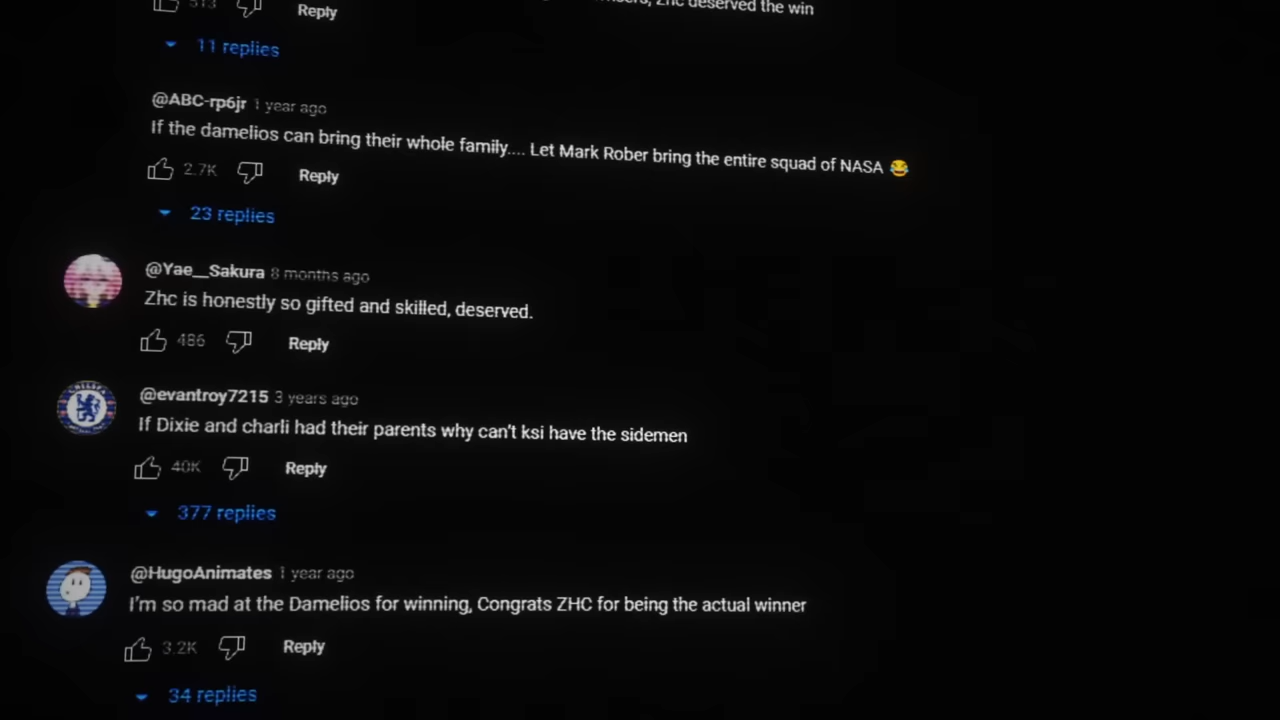 513 Reply
Zhc deserved the win
11 replies
@ABC-rp6jr 1 year ago
If the damelios can bring their whole family.... Let Mark Rober bring the entire squad of NASA 😂
2.7K Reply
23 replies
@Yae__Sakura 8 months ago
Zhc is honestly so gifted and skilled, deserved.
486 Reply
@evantroy7215 3 years ago
If Dixie and charli had their parents why can't ksi have the sidemen
40K Reply
377 replies
@HugoAnimates 1 year ago
I'm so mad at the Damelios for winning, Congrats ZHC for being the actual winner
3.2K Reply
34 replies